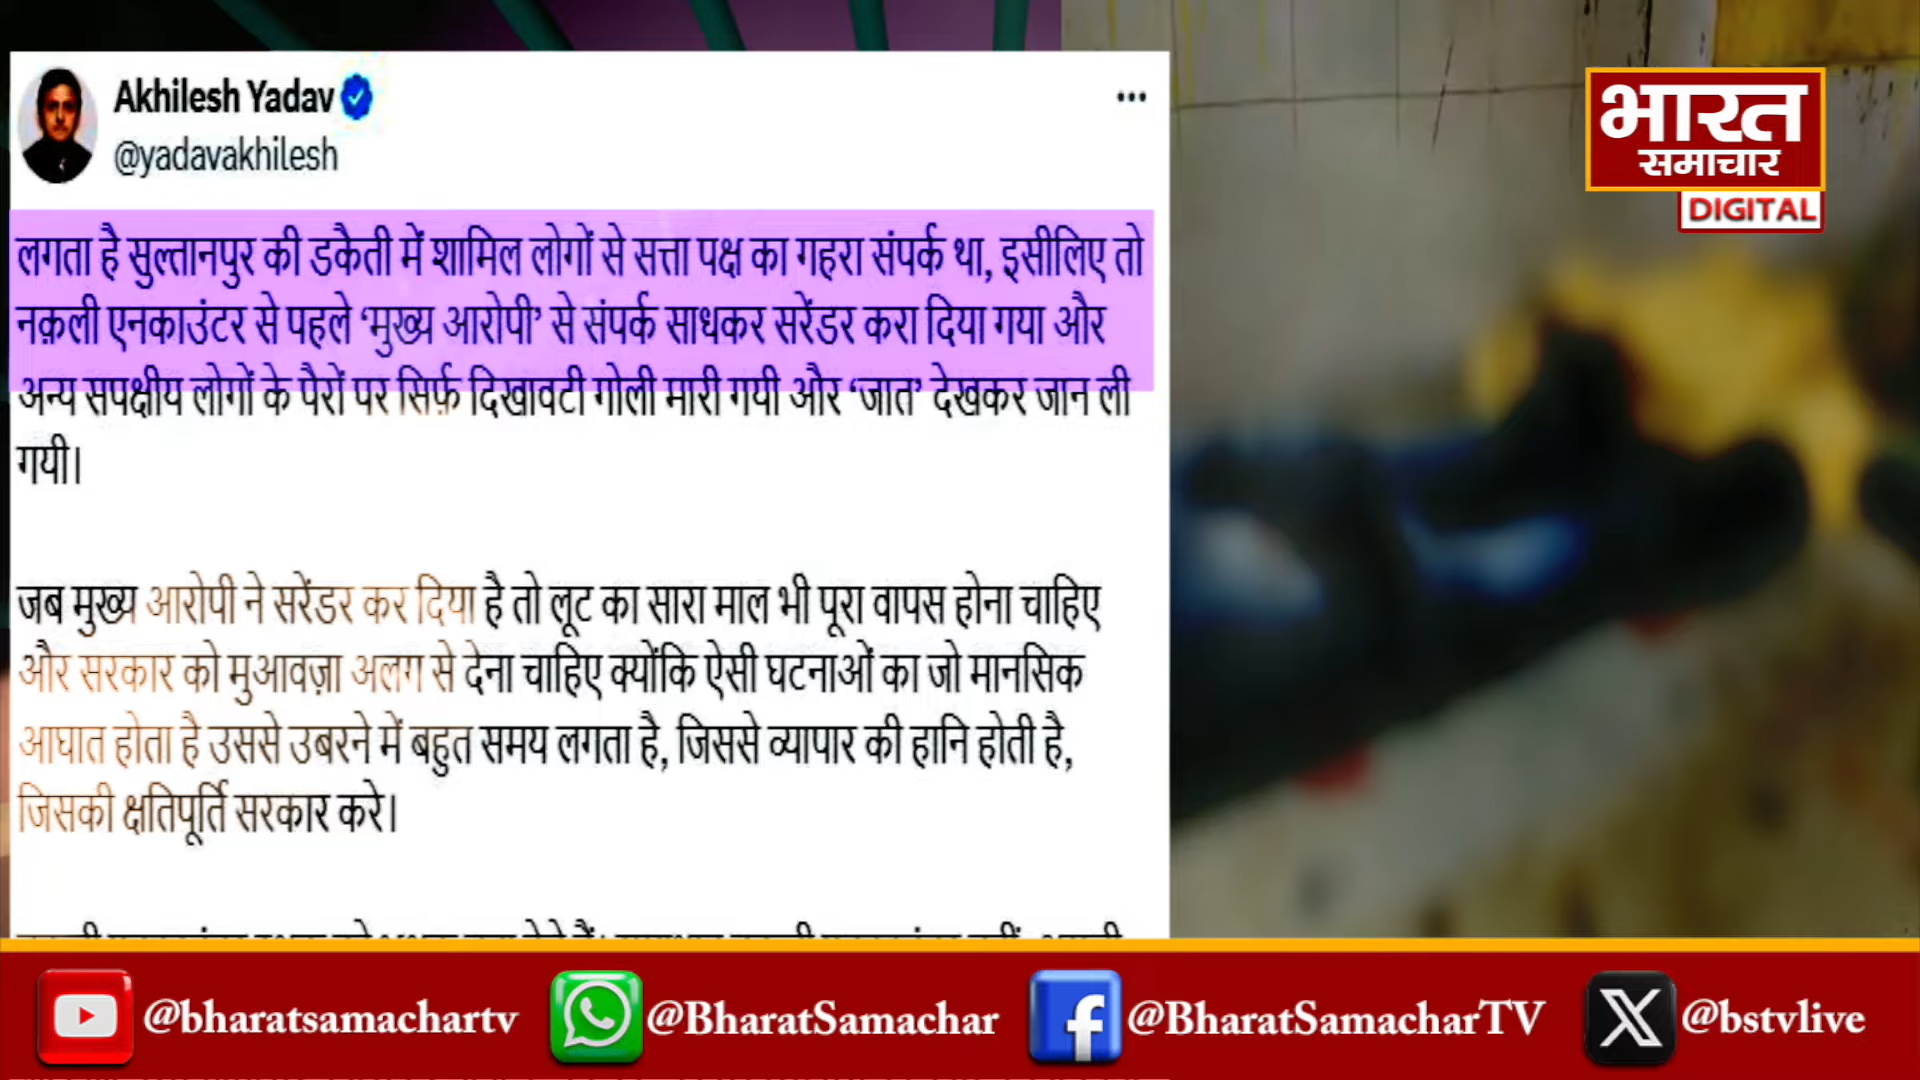 Akhilesh Yadav
@yadavakhilesh
भारत
समाचार
DIGITAL
लगता है सुल्तानपुर की डकैती में शामिल लोगों से सत्ता पक्ष का गहरा संपर्क था, इसीलिए तो
नक़ली एनकाउंटर से पहले ‘मुख्य आरोपी’ से संपर्क साधकर सरेंडर करा दिया गया और
अन्य सपक्षीय लोगों के पैरों पर सिर्फ़ दिखावटी गोली मारी गयी और ‘जात’ देखकर जान ली
गयी।
जब मुख्य आरोपी ने सरेंडर कर दिया है तो लूट का सारा माल भी पूरा वापस होना चाहिए
और सरकार को मुआवज़ा अलग से देना चाहिए क्योंकि ऐसी घटनाओं का जो मानसिक
आघात होता है उससे उबरने में बहुत समय लगता है, जिससे व्यापार की हानि होती है,
जिसकी क्षतिपूर्ति सरकार करे।
@bharatsamachartv
@BharatSamachar
@BharatSamacharTV
@bstvlive